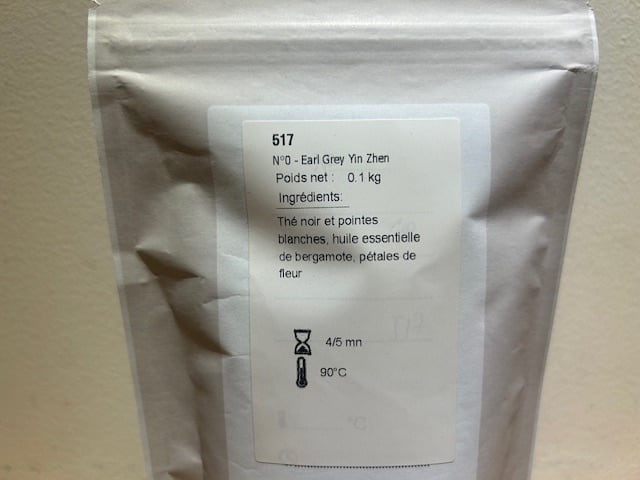 517
N°0 - Earl Grey Yin Zhen
Poids net : 0.1 kg
Ingrédients:
Thé noir et pointes
blanches, huile essentielle
de bergamote, pétales de
fleur
4/5 mn
90°C